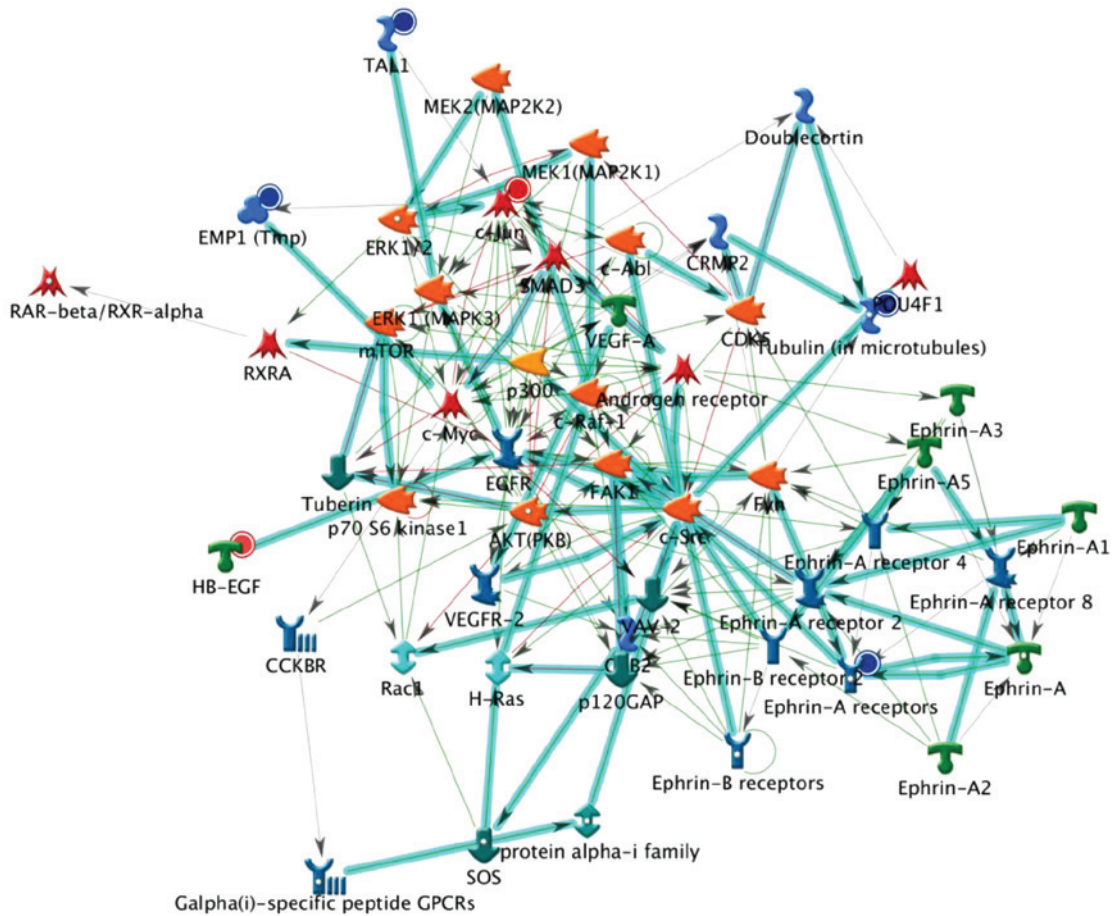 TAL1
MEK2(MAP2K2)
Doublecortin
MEK1(MAP2K1)
EMP1 (Tmp)
ERK1/2
c-Jun
c-Abl
CRMP2
SMAD3
POU4F1
RAR-beta/RXR-alpha
ERK1 (MAPK3)
VEGF-A
CDK5
Tubulin (in microtubules)
mTOR
RXRA
p300
Androgen receptor
c-Raf-1
c-Myc
Ephrin-A3
EGFR
FAK1
Fyn
Ephrin-A5
Tuberin
p70 S6 kinase1
AKT(PKB)
c-Src
Ephrin-A receptor 4
Ephrin-A1
HB-EGF
VEGFR-2
VAV-2
Ephrin-A receptor 2
Ephrin-A receptor 8
CCKBR
Rac1
H-Ras
p120GAP
Ephrin-B receptor 2
Ephrin-A receptors
Ephrin-A
Ephrin-B receptors
Ephrin-A2
protein alpha-i family
SOS
Galpha(i)-specific peptide GPCRs